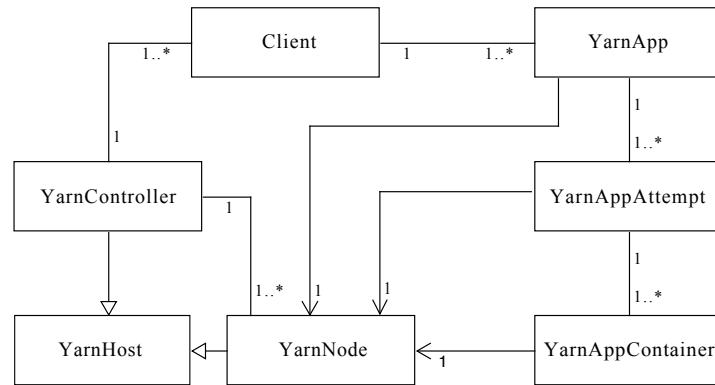 Client
YarnApp
1..*
1
1..*
1
1
1..*
YarnController
YarnAppAttempt
1
1
1..*
1
1
1..*
YarnHost
YarnNode
YarnAppContainer
1